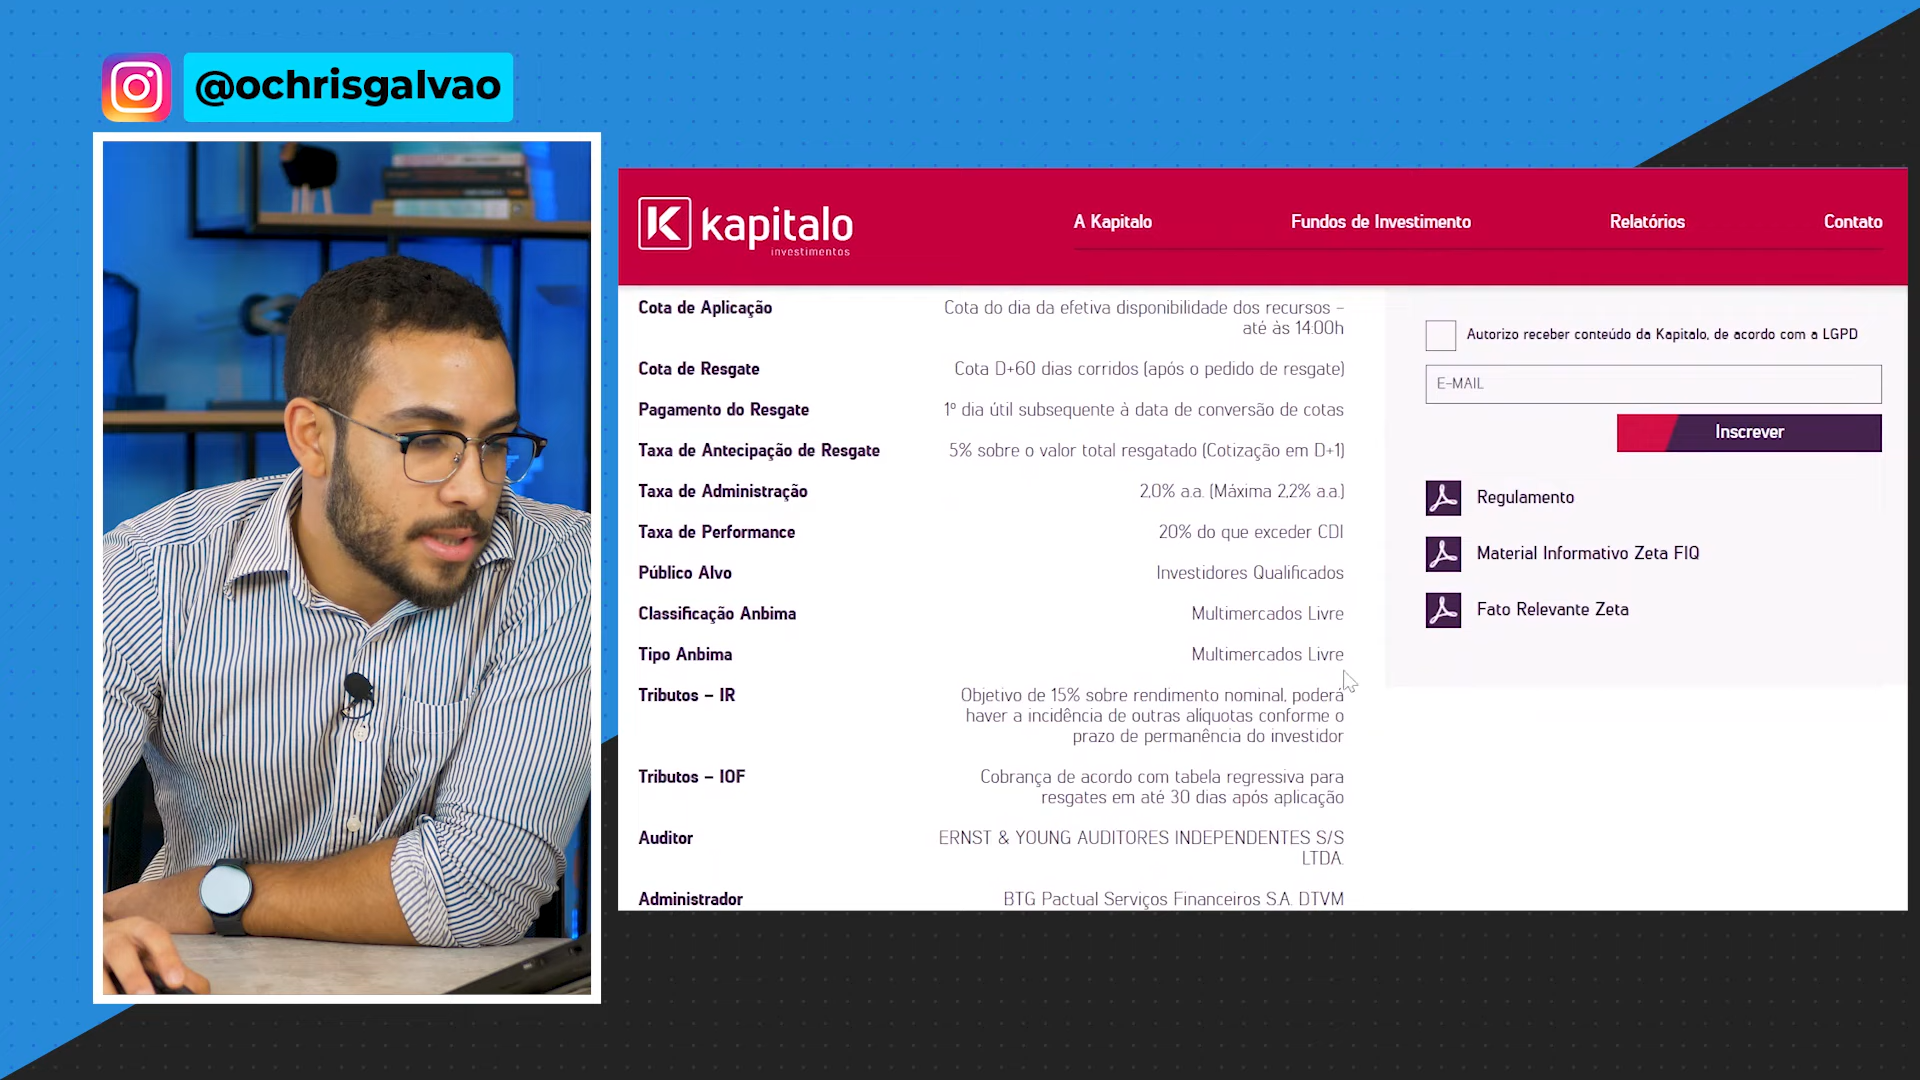 @ochrisgalvao
kapitalo
investimentos
A Kapitalo
Fundos de Investimento
Relatórios
Contato
Cota de Aplicação
Cota do dia da efetiva disponibilidade dos recursos –
até às 14:00h
Cota de Resgate
Cota D+60 dias corridos (após o pedido de resgate)
Pagamento do Resgate
1º dia útil subsequente à data de conversão de cotas
Taxa de Antecipação de Resgate
5% sobre o valor total resgatado (Cotização em D+1)
Taxa de Administração
2,0% a.a. (Máxima 2,2% a.a.)
Taxa de Performance
20% do que exceder CDI
Público Alvo
Investidores Qualificados
Classificação Anbima
Multimercados Livre
Tipo Anbima
Multimercados Livre
Tributos – IR
Objetivo de 15% sobre rendimento nominal, poderá
haver a incidência de outras alíquotas conforme o
prazo de permanência do investidor
Tributos – IOF
Cobrança de acordo com tabela regressiva para
resgates em até 30 dias após aplicação
Auditor
ERNST & YOUNG AUDITORES INDEPENDENTES S/S
LTDA.
Administrador
BTG Pactual Serviços Financeiros S.A. DTVM
Autorizo receber conteúdo da Kapitalo, de acordo com a LGPD
E-MAIL
Inscrever
Regulamento
Material Informativo Zeta FIQ
Fato Relevante Zeta